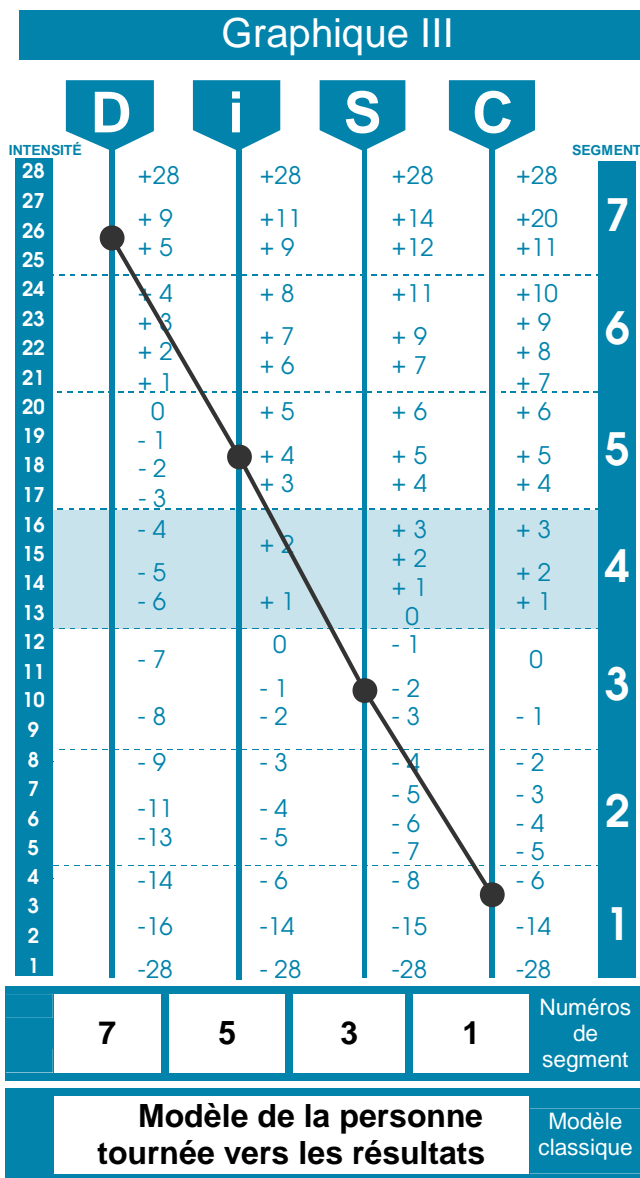 Graphique III
D i S C
INTENSITÉ SEGMENT
28 +28 +28 +28 +28
27 7
+ 9 +11 +14 +20
26
+ 5 + 9 +12 +11
25
24 + 4 + 8 +11 +10
23 + 3 + 7 + 9 + 9 6
22 + 2 + 6 + 7 + 8
21 + 1 + 7
20 0 + 5 + 6 + 6
19 - 1 + 4 + 5 + 5 5
18 - 2 + 3 + 4 + 4
17 - 3
16 - 4 + 3 + 3
15 + 2 + 2 4
14 - 5 + 1 + 2
13 - 6 + 1 0 + 1
12 0 - 1
11 - 7 0 3
10 - 1 - 2
9 - 8 - 2 - 3 - 1
8 - 9 - 3 - 4 - 2
7 - 5 - 3
6 -11 - 4 - 6 - 4 2
5 -13 - 5 - 7 - 5
4 -14 - 6 - 8 - 6
3 1
2 -16 -14 -15 -14
1 -28 - 28 -28 -28
7 5 3 1
Numéros
de
segment
Modèle de la personne
tournée vers les résultats
Modèle
classique